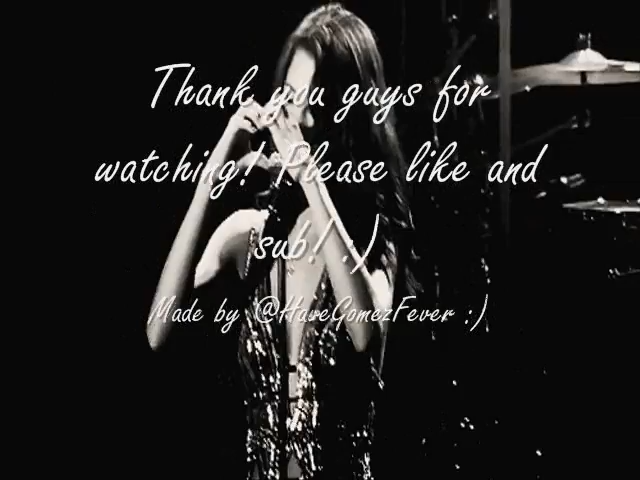 Thank you guys for
watching! Please like and
sub! :)
Made by @HaveGomezFever :)